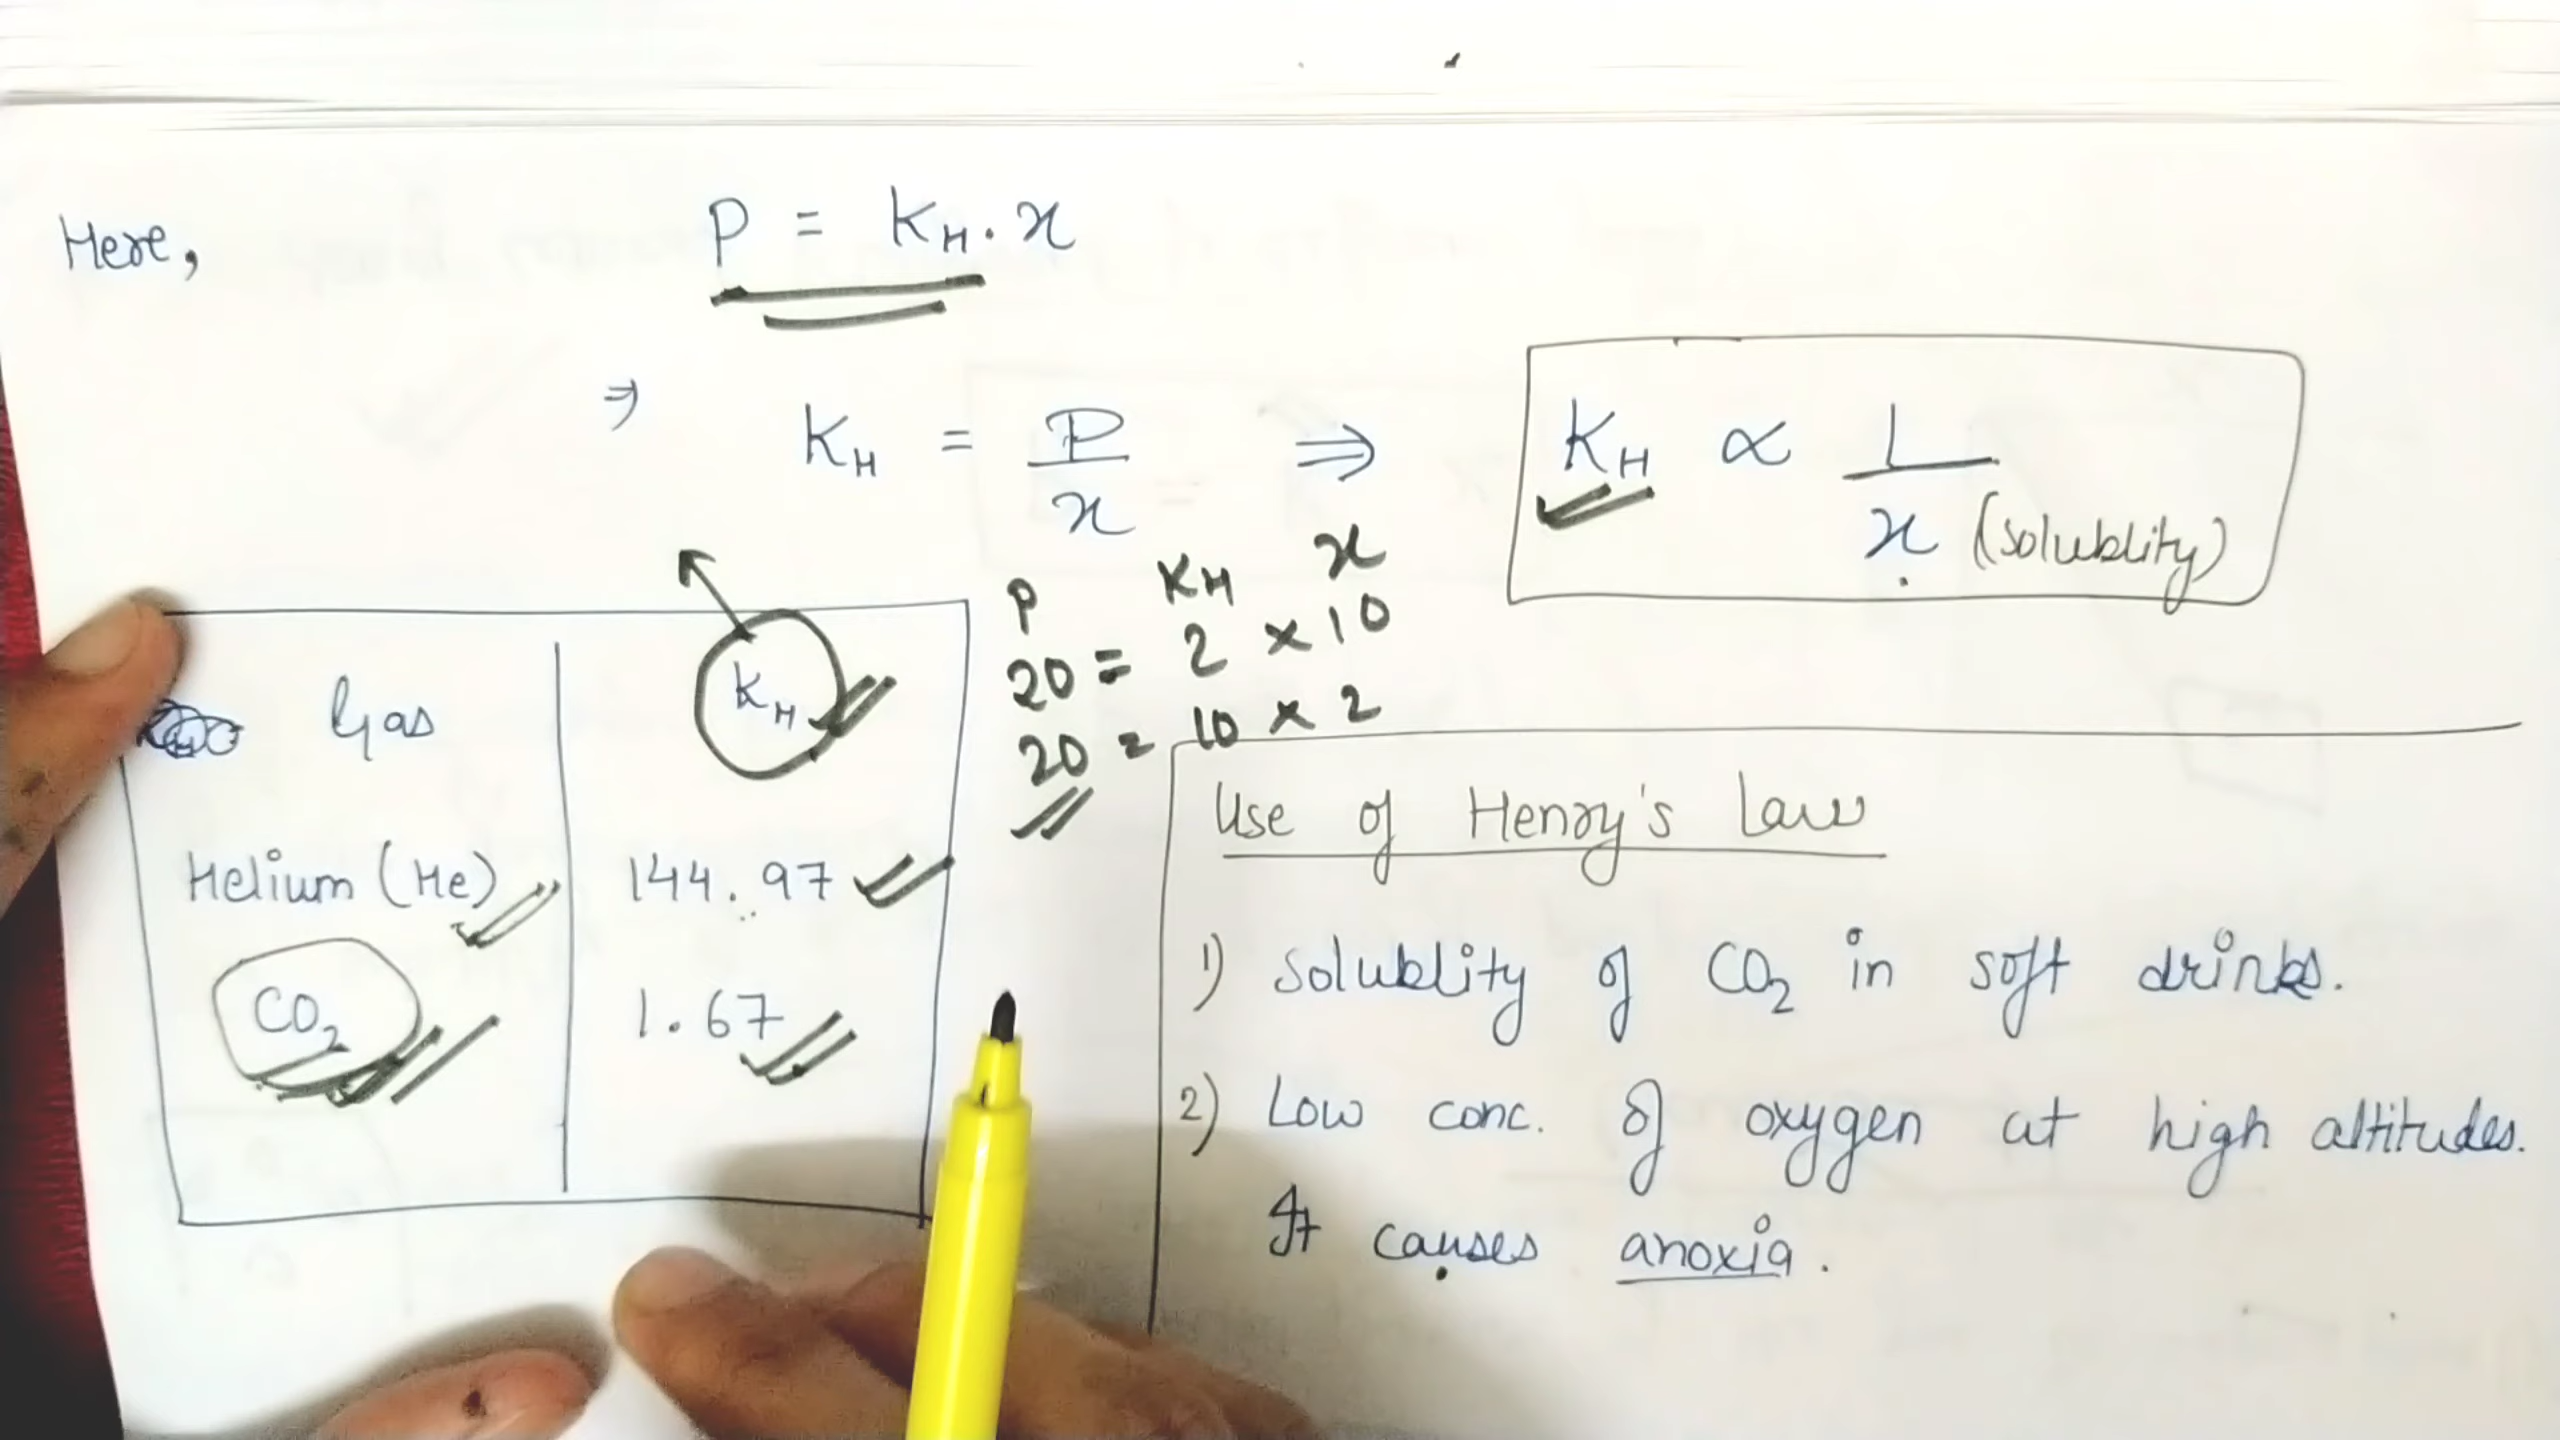 Here,
P = KH . x
⇒ KH = P/x ⇒ KH ∝ 1/x (Solublity)
P KH x
20 = 2 × 10
20 = 10 × 2
Gas KH
Helium (He) 144.97
CO2 1.67
Use of Henry's Law
1) Solublity of CO2 in soft drinks.
2) Low conc. of oxygen at high altitudes.
It causes anoxia.